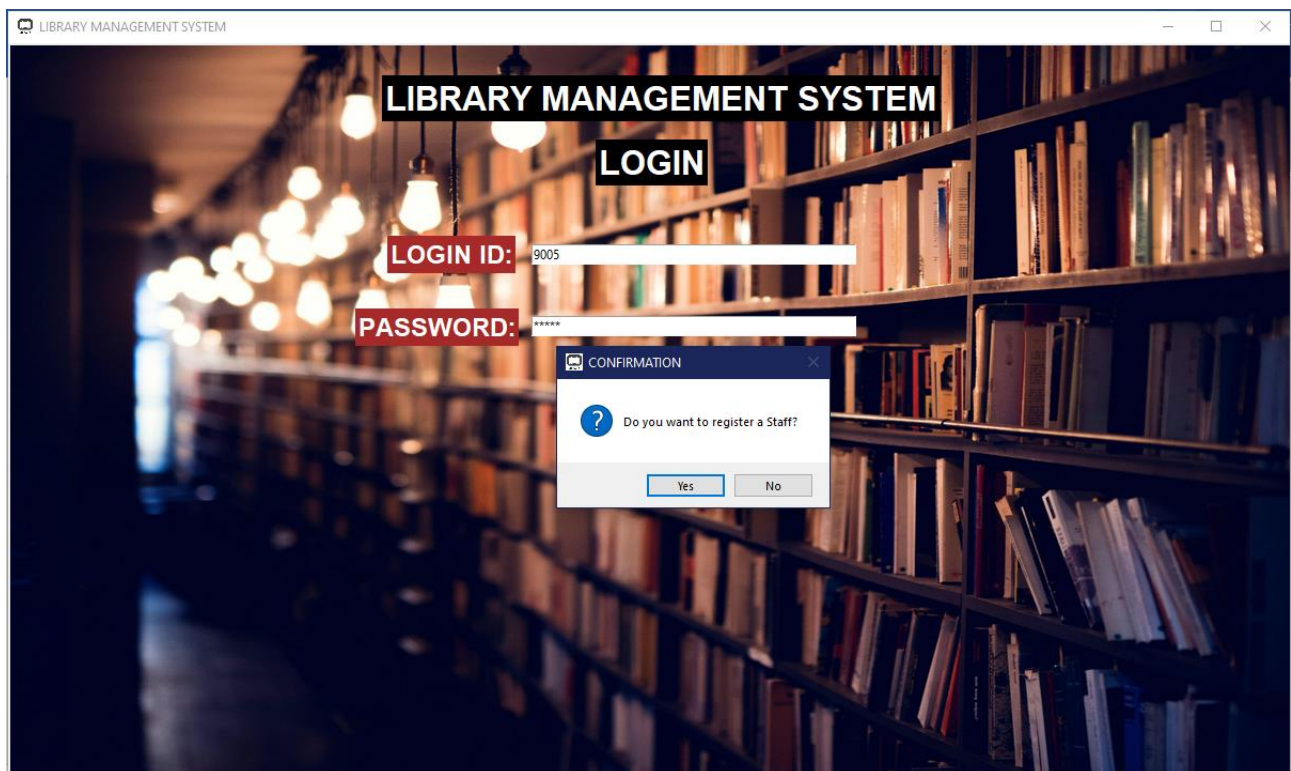 LIBRARY MANAGEMENT SYSTEM
LIBRARY MANAGEMENT SYSTEM
LOGIN
LOGIN ID: 9005
PASSWORD: *****
CONFIRMATION
? Do you want to register a Staff?
Yes No